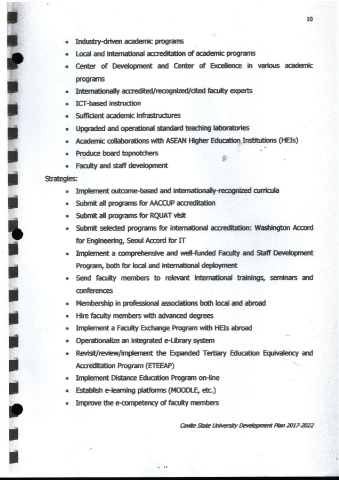 10
• Industry-driven academic programs
• Local and international accreditation of academic programs
• Center of Development and Center of Excellence in various academic
programs
• Internationally accredited/recognized/cited faculty experts
• ICT-based instruction
• Sufficient academic infrastructures
• Upgraded and operational standard teaching laboratories
• Academic collaborations with ASEAN Higher Education Institutions (HEIs)
• Produce board topnotchers
• Faculty and staff development
Strategies:
• Implement outcome-based and internationally-recognized curricula
• Submit all programs for AACCUP accreditation
• Submit all programs for RQUAT visit
• Submit selected programs for international accreditation: Washington Accord
for Engineering, Seoul Accord for IT
• Implement a comprehensive and well-funded Faculty and Staff Development
Program, both for local and international deployment
• Send faculty members to relevant international trainings, seminars and
conferences
• Membership in professional associations both local and abroad
• Hire faculty members with advanced degrees
• Implement a Faculty Exchange Program with HEIs abroad
• Operationalize an integrated e-Library system
• Revisit/review/implement the Expanded Tertiary Education Equivalency and
Accreditation Program (ETEEAP)
• Implement Distance Education Program on-line
• Establish e-learning platforms (MOODLE, etc.)
• Improve the e-competency of faculty members
Cavite State University Development Plan 2017-2022